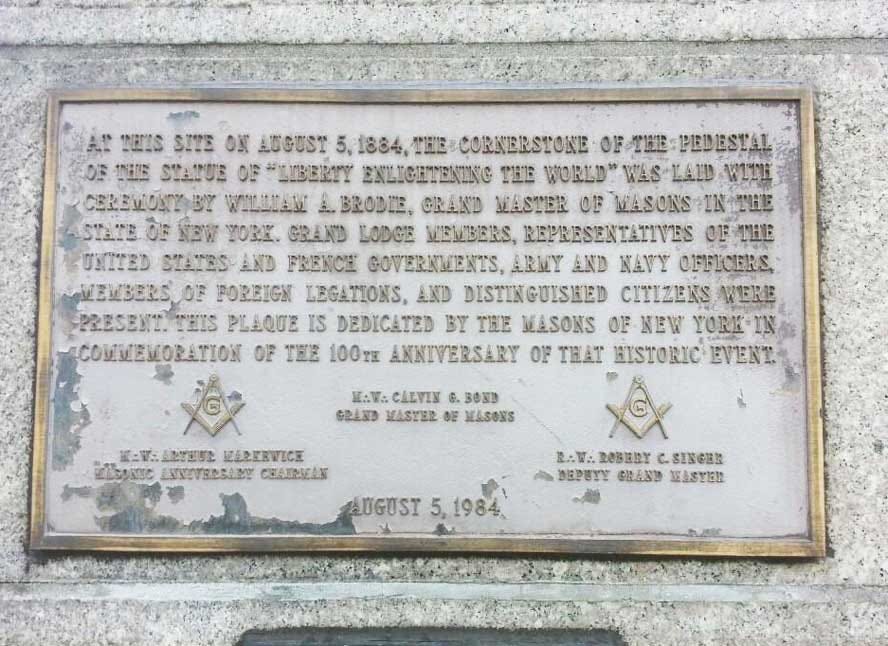 AT THIS SITE ON AUGUST 5, 1884, THE CORNERSTONE OF THE PEDESTAL
OF THE STATUE OF "LIBERTY ENLIGHTENING THE WORLD" WAS LAID WITH
CEREMONY BY WILLIAM A. BRODIE, GRAND MASTER OF MASONS IN THE
STATE OF NEW YORK. GRAND LODGE MEMBERS, REPRESENTATIVES OF THE
UNITED STATES AND FRENCH GOVERNMENTS, ARMY AND NAVY OFFICERS,
MEMBERS OF FOREIGN LEGATIONS, AND DISTINGUISHED CITIZENS WERE
PRESENT. THIS PLAQUE IS DEDICATED BY THE MASONS OF NEW YORK IN
COMMEMORATION OF THE 100TH ANNIVERSARY OF THAT HISTORIC EVENT.
G
M∴W∴ CALVIN G. BOND
GRAND MASTER OF MASONS
G
M∴W∴ ARTHUR MARKEWICH
MASONIC ANNIVERSARY CHAIRMAN
R∴W∴ ROBERT C. SINGER
DEPUTY GRAND MASTER
AUGUST 5, 1984